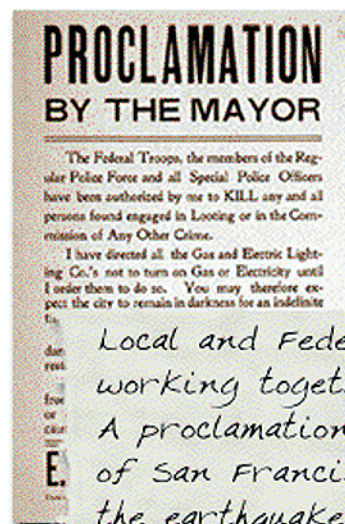 PROCLAMATION
BY THE MAYOR
The Federal Troops, the members of the Reg-
ular Police Force and all Special Police Officers
have been authorized by me to KILL any and all
persons found engaged in Looting or in the Com-
mission of Any Other Crime.
I have directed all the Gas and Electric Light-
ing Co.'s not to turn on Gas or Electricity until
I order them to do so. You may therefore ex-
pect the city to remain in darkness for an indefinite
Local and Fede
working toget
A proclamation
of San Franci
the earthquake
E.